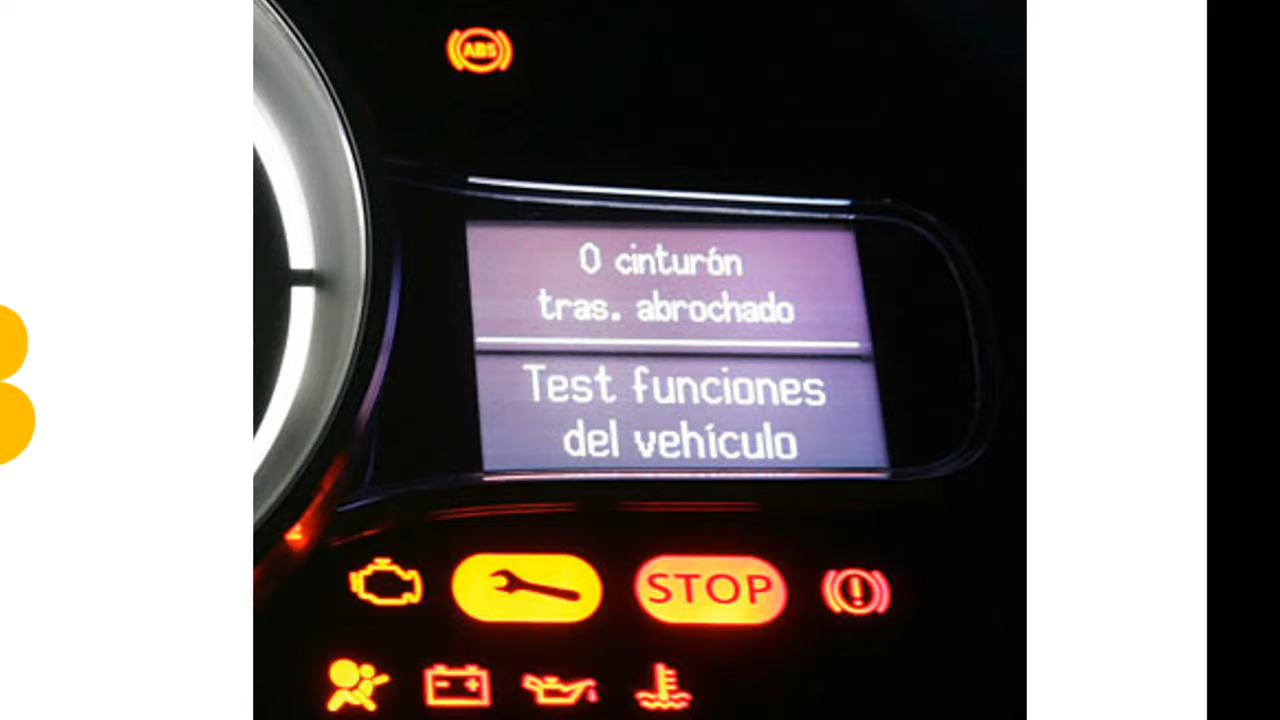 ABS
0 cinturón
tras. abrochado
Test funciones
del vehículo
STOP